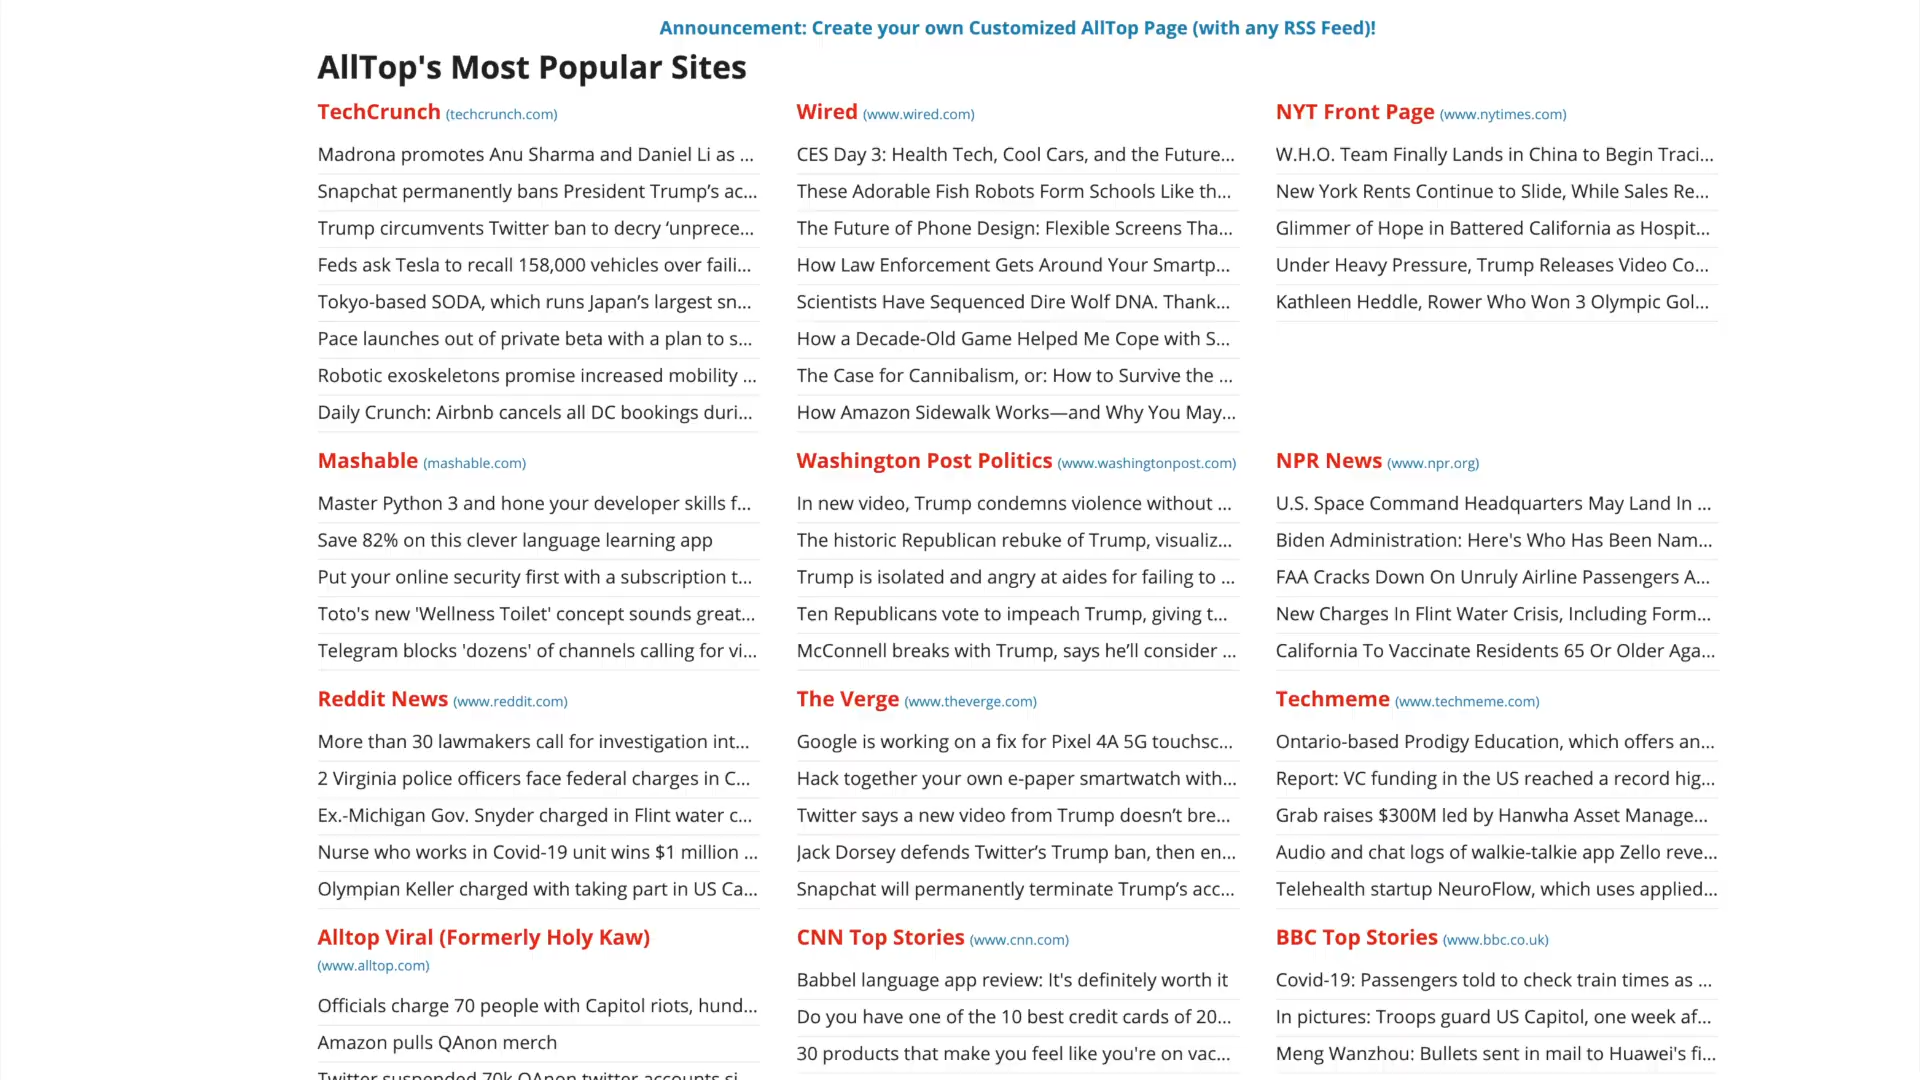 Announcement: Create your own Customized AllTop Page (with any RSS Feed)!
AllTop's Most Popular Sites
TechCrunch (techcrunch.com)
Madrona promotes Anu Sharma and Daniel Li as ...
Snapchat permanently bans President Trump’s ac...
Trump circumvents Twitter ban to decry ‘unprece...
Feds ask Tesla to recall 158,000 vehicles over faili...
Tokyo-based SODA, which runs Japan’s largest sn...
Pace launches out of private beta with a plan to s...
Robotic exoskeletons promise increased mobility ...
Daily Crunch: Airbnb cancels all DC bookings duri...
Wired (www.wired.com)
CES Day 3: Health Tech, Cool Cars, and the Future...
These Adorable Fish Robots Form Schools Like th...
The Future of Phone Design: Flexible Screens Tha...
How Law Enforcement Gets Around Your Smartp...
Scientists Have Sequenced Dire Wolf DNA. Thank...
How a Decade-Old Game Helped Me Cope with S...
The Case for Cannibalism, or: How to Survive the ...
How Amazon Sidewalk Works—and Why You May...
NYT Front Page (www.nytimes.com)
W.H.O. Team Finally Lands in China to Begin Traci...
New York Rents Continue to Slide, While Sales Re...
Glimmer of Hope in Battered California as Hospit...
Under Heavy Pressure, Trump Releases Video Co...
Kathleen Heddle, Rower Who Won 3 Olympic Gol...
Mashable (mashable.com)
Master Python 3 and hone your developer skills f...
Save 82% on this clever language learning app
Put your online security first with a subscription t...
Toto's new 'Wellness Toilet' concept sounds great...
Telegram blocks 'dozens' of channels calling for vi...
Washington Post Politics (www.washingtonpost.com)
In new video, Trump condemns violence without ...
The historic Republican rebuke of Trump, visualiz...
Trump is isolated and angry at aides for failing to ...
Ten Republicans vote to impeach Trump, giving t...
McConnell breaks with Trump, says he’ll consider ...
NPR News (www.npr.org)
U.S. Space Command Headquarters May Land In ...
Biden Administration: Here's Who Has Been Nam...
FAA Cracks Down On Unruly Airline Passengers A...
New Charges In Flint Water Crisis, Including Form...
California To Vaccinate Residents 65 Or Older Aga...
Reddit News (www.reddit.com)
More than 30 lawmakers call for investigation int...
2 Virginia police officers face federal charges in C...
Ex.-Michigan Gov. Snyder charged in Flint water c...
Nurse who works in Covid-19 unit wins $1 million ...
Olympian Keller charged with taking part in US Ca...
The Verge (www.theverge.com)
Google is working on a fix for Pixel 4A 5G touchsc...
Hack together your own e-paper smartwatch with...
Twitter says a new video from Trump doesn’t bre...
Jack Dorsey defends Twitter’s Trump ban, then en...
Snapchat will permanently terminate Trump’s acc...
Techmeme (www.techmeme.com)
Ontario-based Prodigy Education, which offers an...
Report: VC funding in the US reached a record hig...
Grab raises $300M led by Hanwha Asset Manage...
Audio and chat logs of walkie-talkie app Zello reve...
Telehealth startup NeuroFlow, which uses applied...
Alltop Viral (Formerly Holy Kaw)
(www.alltop.com)
Officials charge 70 people with Capitol riots, hund...
Amazon pulls QAnon merch
Twitter suspended 70k QAnon twitter accounts si...
CNN Top Stories (www.cnn.com)
Babbel language app review: It's definitely worth it
Do you have one of the 10 best credit cards of 20...
30 products that make you feel like you're on vac...
BBC Top Stories (www.bbc.co.uk)
Covid-19: Passengers told to check train times as ...
In pictures: Troops guard US Capitol, one week af...
Meng Wanzhou: Bullets sent in mail to Huawei's fi...